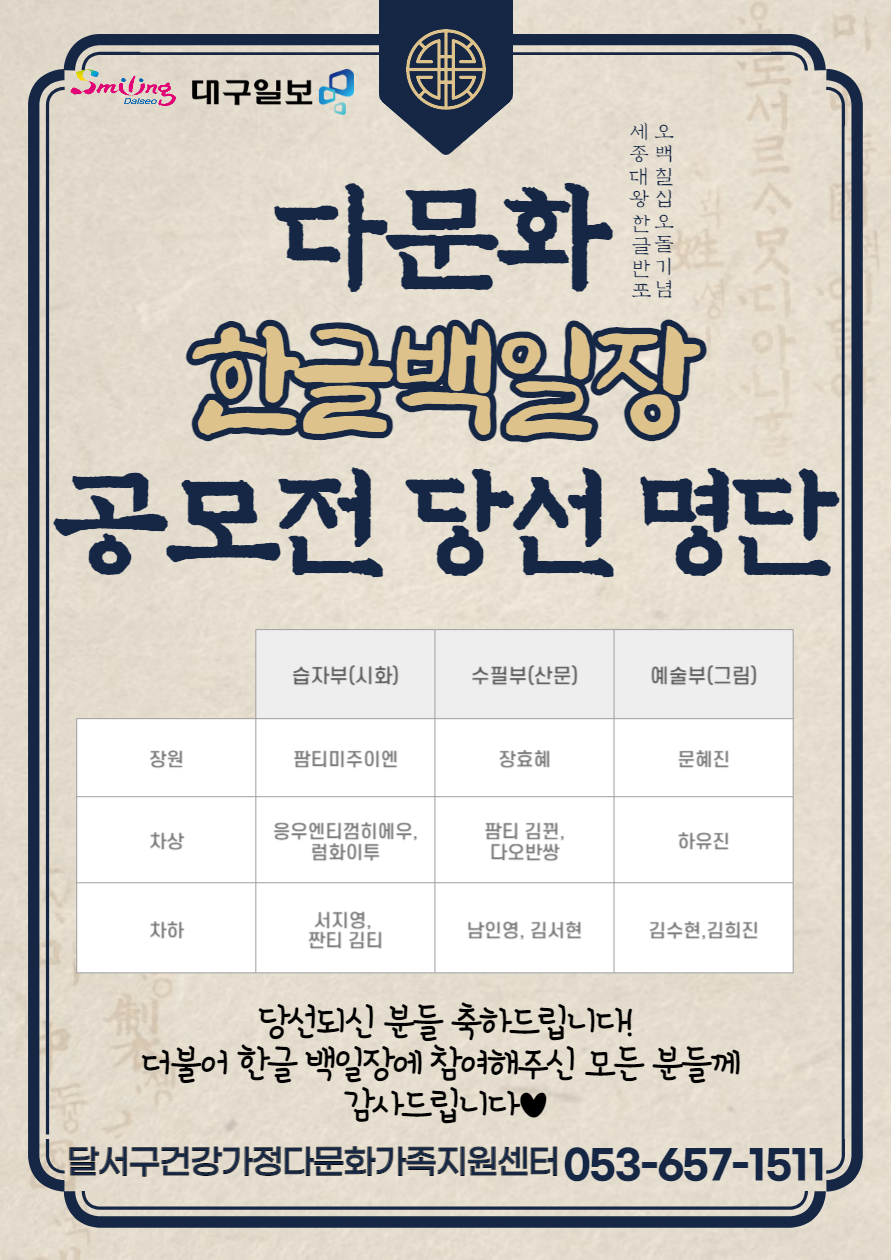 Smiling
Dalseo
대구일보
오백칠십오돌기념
세종대왕한글반포
다문화
한글백일장
공모전 당선 명단
습자부(시화) 수필부(산문) 예술부(그림)
장원 팜티미주이엔 장효혜 문혜진
차상 응우엔티껌히에우, 럼화이투 팜티 김퓐, 다오반쌍 하유진
차하 서지영, 짠티 김티 남인영, 김서현 김수현,김희진
당선되신 분들 축하드립니다!
더불어 한글 백일장에 참여해주신 모든 분들께
감사드립니다♥
달서구건강가정다문화가족지원센터 053-657-1511